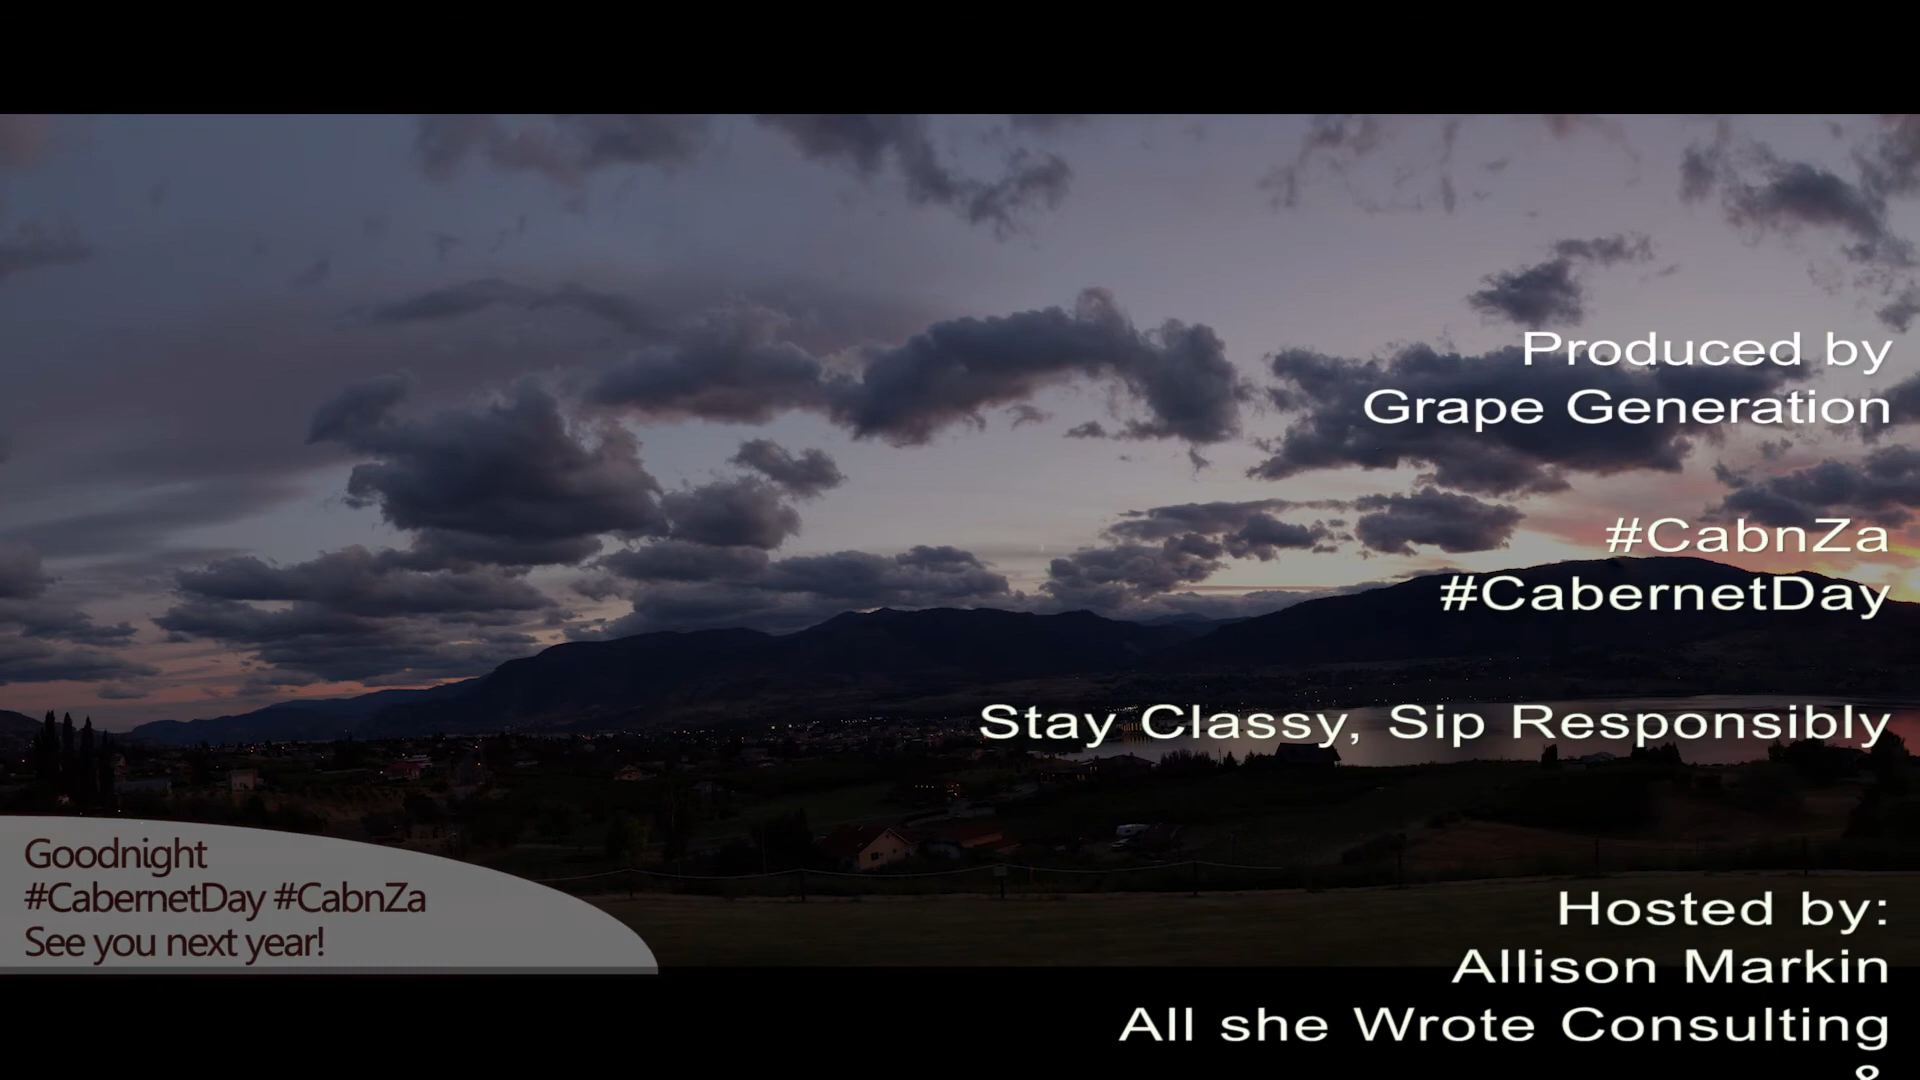 Produced by
Grape Generation
#CabnZa
#CabernetDay
Stay Classy, Sip Responsibly
Goodnight
#CabernetDay #CabnZa
See you next year!
Hosted by:
Allison Markin
All she Wrote Consulting
&